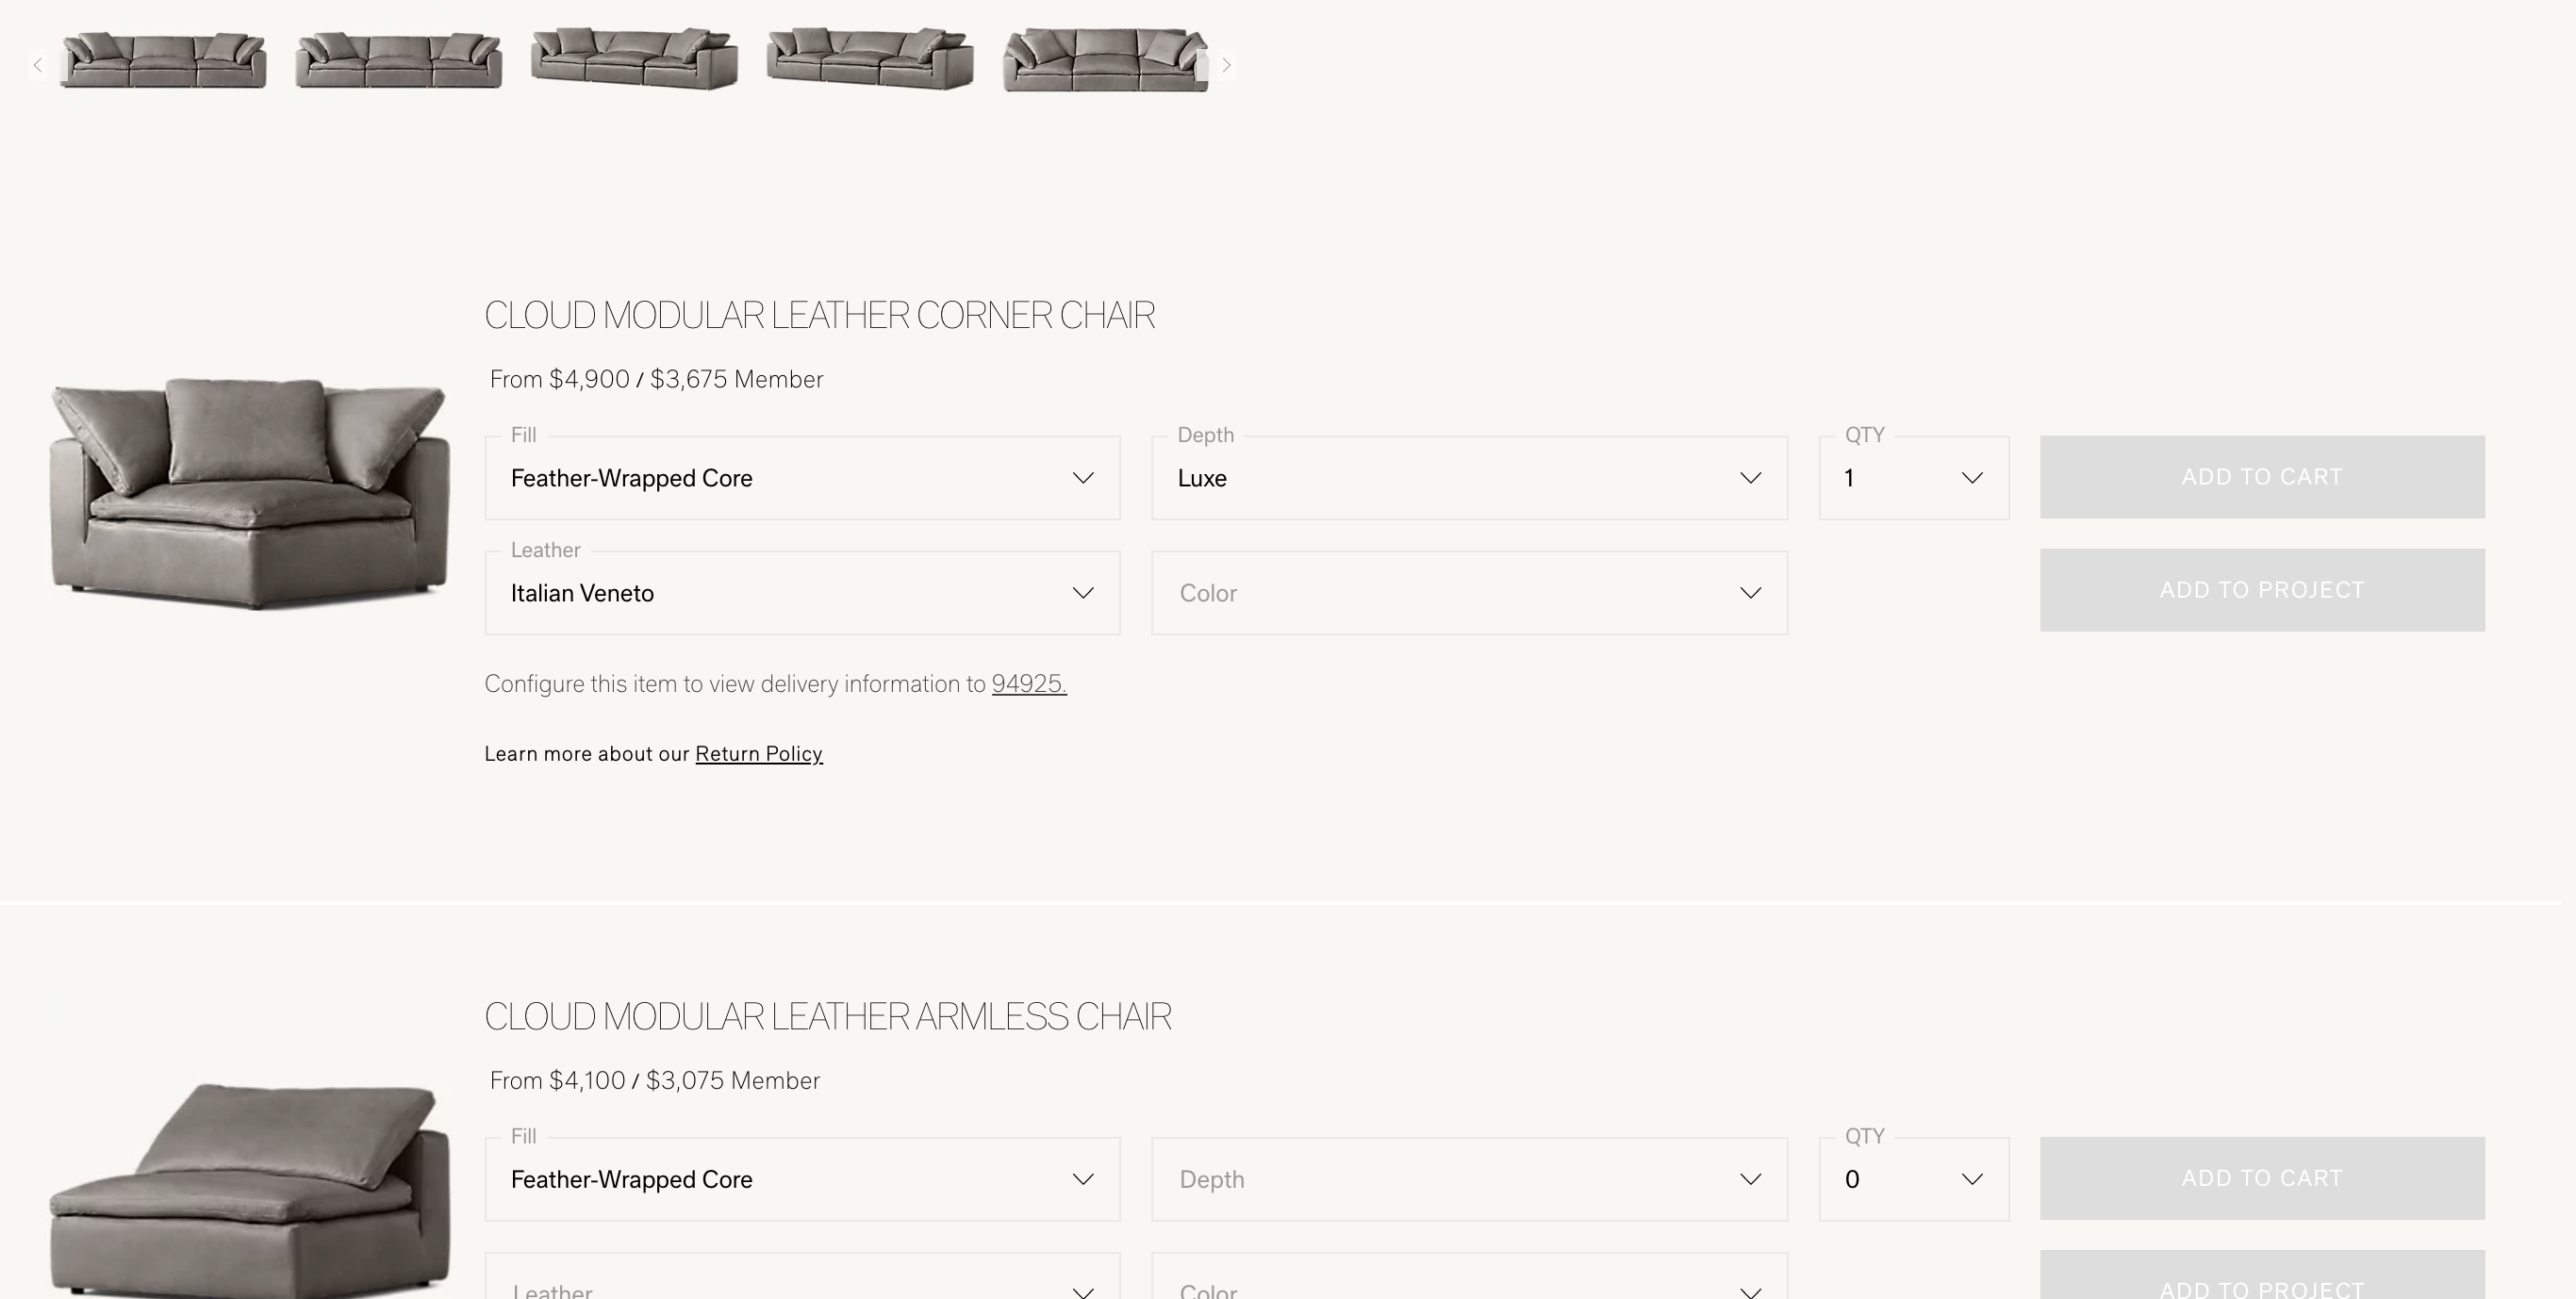 CLOUD MODULAR LEATHER CORNER CHAIR
From $4,900 / $3,675 Member
Fill
Feather-Wrapped Core
Depth
Luxe
QTY
1
ADD TO CART
Leather
Italian Veneto
Color
ADD TO PROJECT
Configure this item to view delivery information to 94925.
Learn more about our Return Policy
CLOUD MODULAR LEATHER ARMLESS CHAIR
From $4,100 / $3,075 Member
Fill
Feather-Wrapped Core
Depth
QTY
0
ADD TO CART
Leather
Color
ADD TO PROJECT